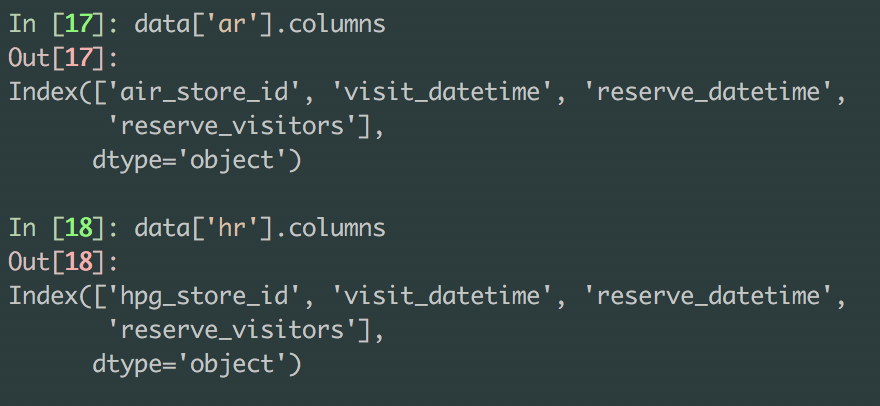 In [17]: data['ar'].columns
Out[17]:
Index(['air_store_id', 'visit_datetime', 'reserve_datetime',
       'reserve_visitors'],
      dtype='object')

In [18]: data['hr'].columns
Out[18]:
Index(['hpg_store_id', 'visit_datetime', 'reserve_datetime',
       'reserve_visitors'],
      dtype='object')